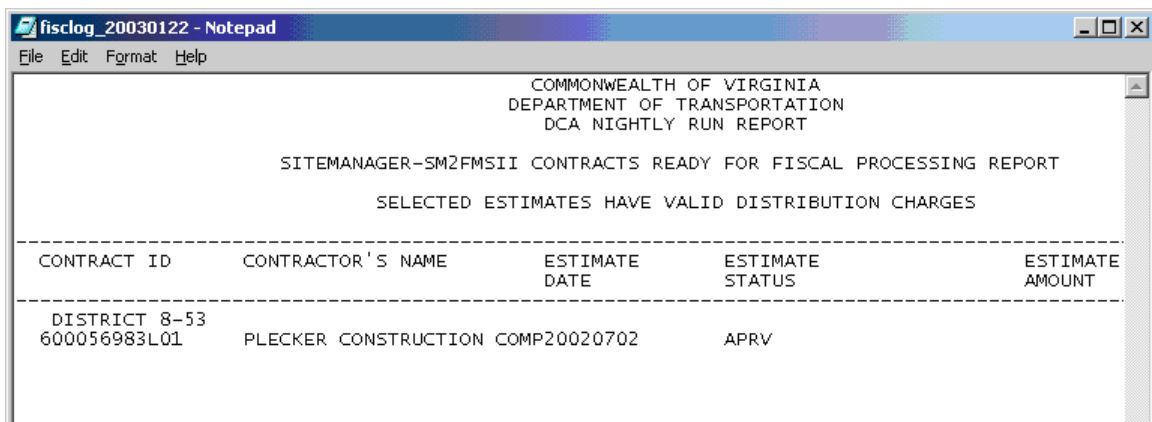 fisclog_20030122 - Notepad
File Edit Format Help
COMMONWEALTH OF VIRGINIA
DEPARTMENT OF TRANSPORTATION
DCA NIGHTLY RUN REPORT
SITEMANAGER-SM2FMSII CONTRACTS READY FOR FISCAL PROCESSING REPORT
SELECTED ESTIMATES HAVE VALID DISTRIBUTION CHARGES
CONTRACT ID CONTRACTOR'S NAME ESTIMATE ESTIMATE ESTIMATE
DATE STATUS AMOUNT
DISTRICT 8-53
600056983L01 PLECKER CONSTRUCTION COMP20020702 APRV